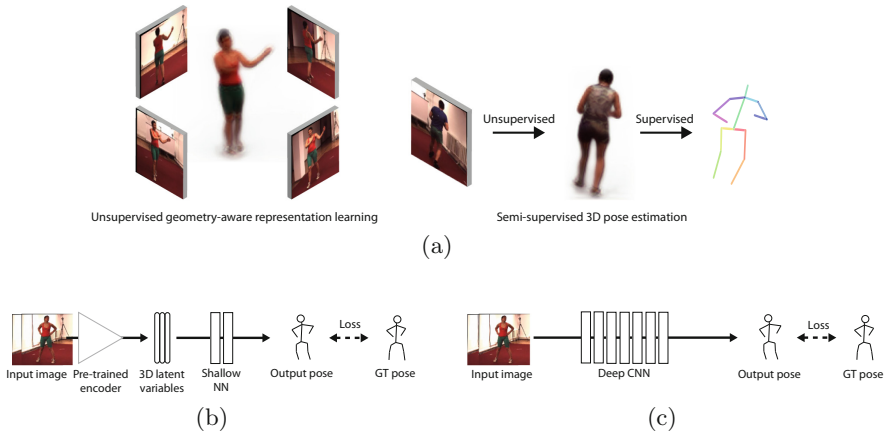 Unsupervised
Supervised
Unsupervised geometry-aware representation learning
Semi-supervised 3D pose estimation
(a)
Loss
Input image
Pre-trained
encoder
3D latent
variables
Shallow
NN
Output pose
GT pose
(b)
Loss
Input image
Deep CNN
Output pose
GT pose
(c)